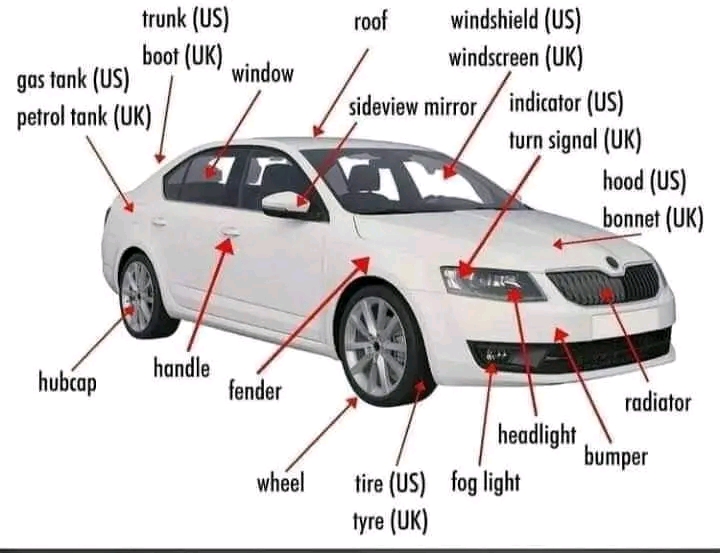 trunk (US)
boot (UK)
roof
windshield (US)
windscreen (UK)
gas tank (US)
petrol tank (UK)
window
sideview mirror
indicator (US)
turn signal (UK)
hood (US)
bonnet (UK)
hubcap
handle
fender
radiator
headlight
bumper
wheel
tire (US)
tyre (UK)
fog light